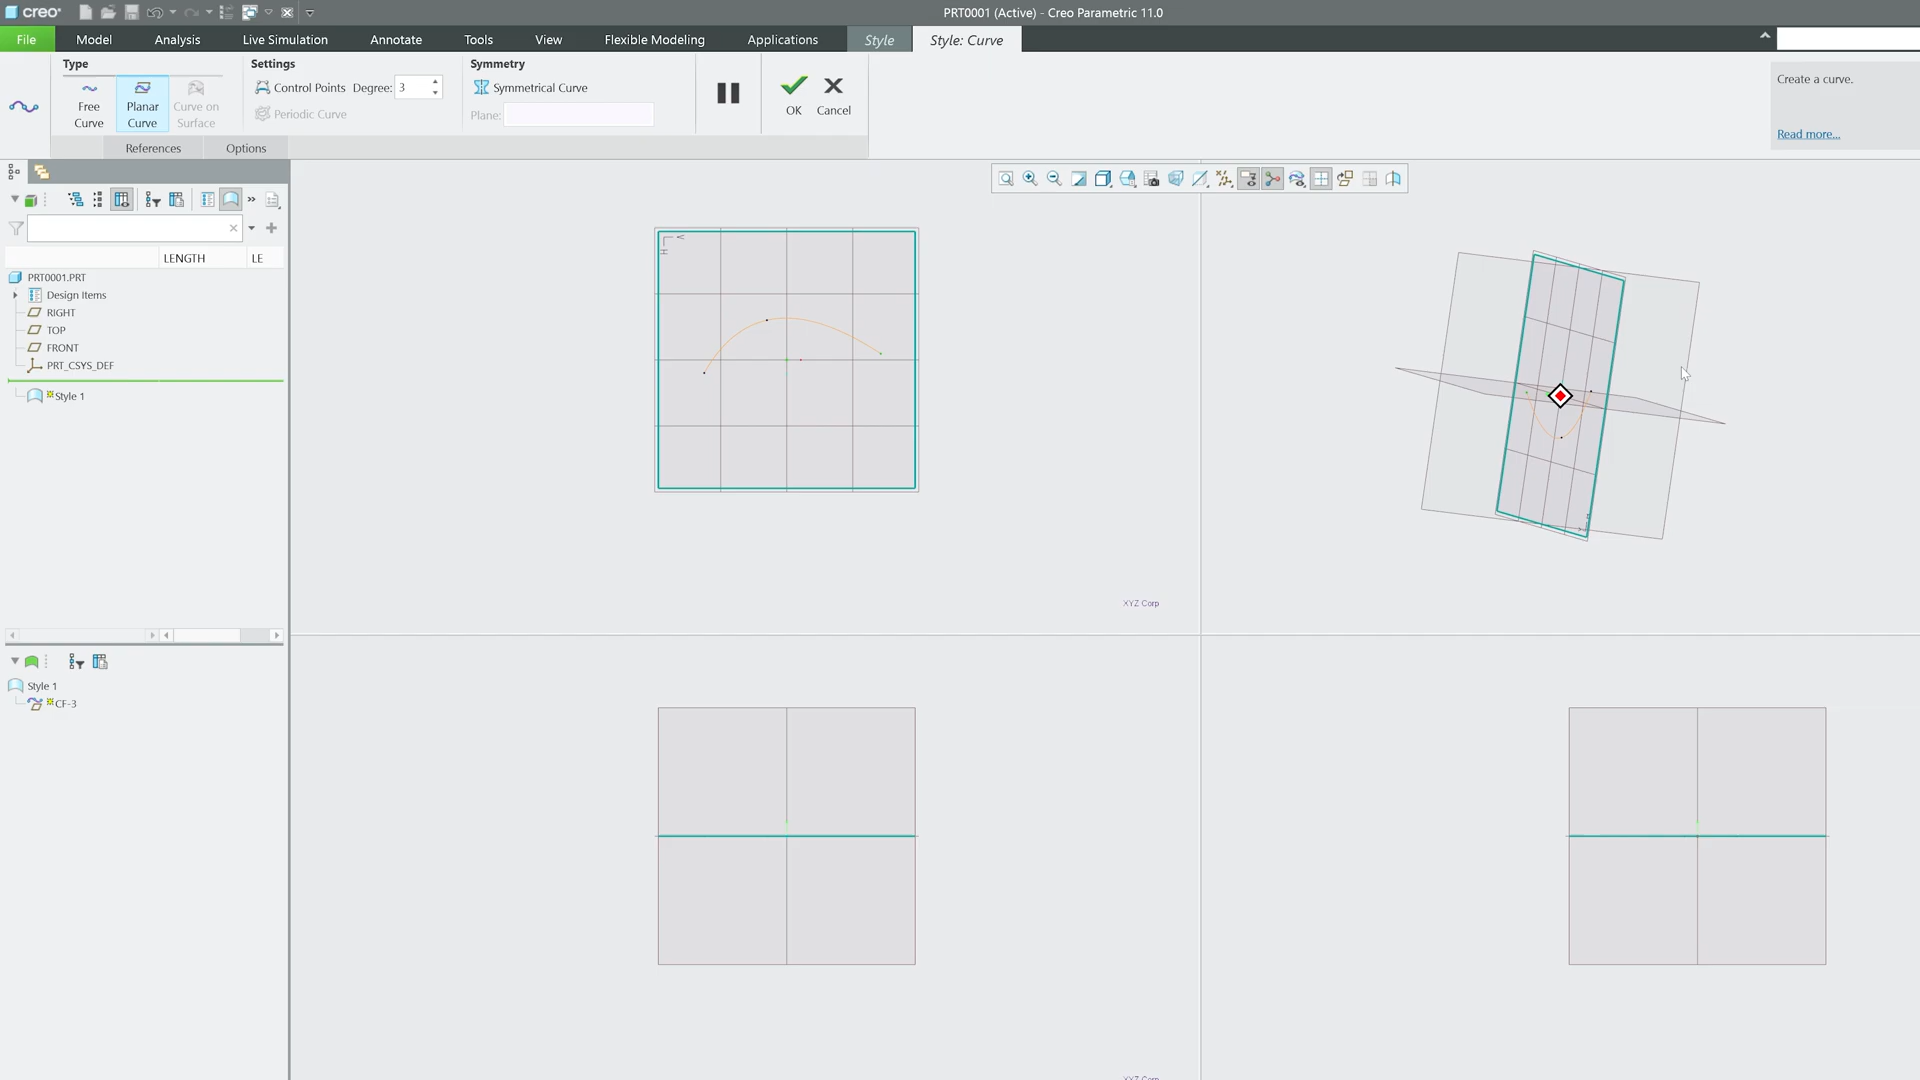 creo
PRT0001 (Active) - Creo Parametric 11.0
File Model Analysis Live Simulation Annotate Tools View Flexible Modeling Applications Style Style: Curve
Type Settings Symmetry
Free Curve
Planar Curve
Curve on Surface
Control Points Degree: 3
Periodic Curve
Symmetrical Curve
Plane:
OK Cancel
Create a curve.
Read more...
References Options
LENGTH LE
PRT0001.PRT
Design Items
RIGHT
TOP
FRONT
PRT_CSYS_DEF
Style 1
XYZ Corp
Style 1
CF-3
XYZ Corp